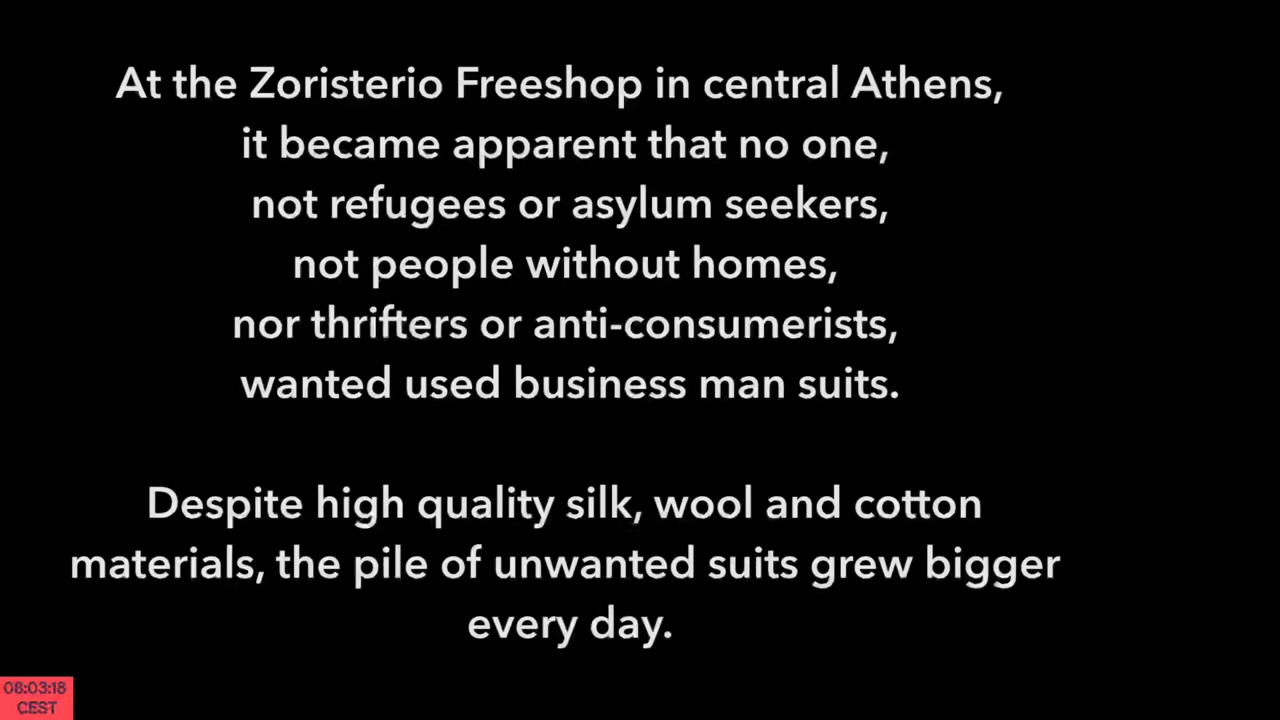 At the Zoristerio Freeshop in central Athens,
it became apparent that no one,
not refugees or asylum seekers,
not people without homes,
nor thrifters or anti-consumerists,
wanted used business man suits.
Despite high quality silk, wool and cotton
materials, the pile of unwanted suits grew bigger
every day.
08:03:18
CEST